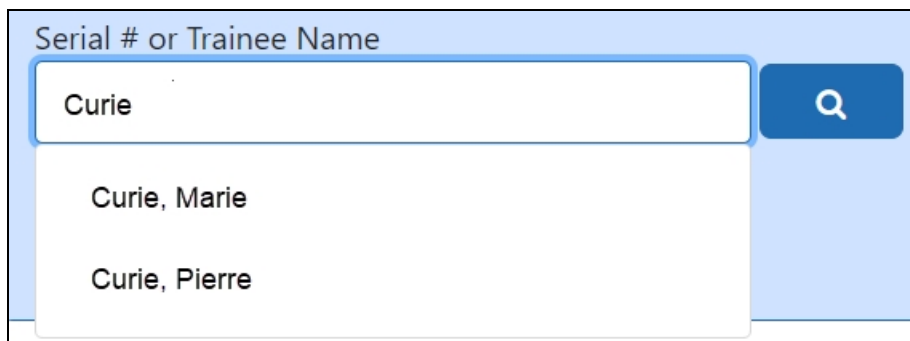 Serial # or Trainee Name
Curie
Curie, Marie
Curie, Pierre